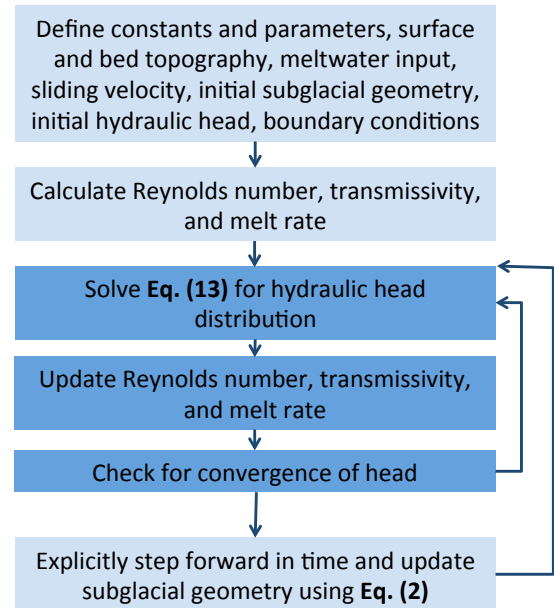 Define constants and parameters, surface
and bed topography, meltwater input,
sliding velocity, initial subglacial geometry,
initial hydraulic head, boundary conditions
Calculate Reynolds number, transmissivity,
and melt rate
Solve Eq. (13) for hydraulic head
distribution
Update Reynolds number, transmissivity,
and melt rate
Check for convergence of head
Explicitly step forward in time and update
subglacial geometry using Eq. (2)